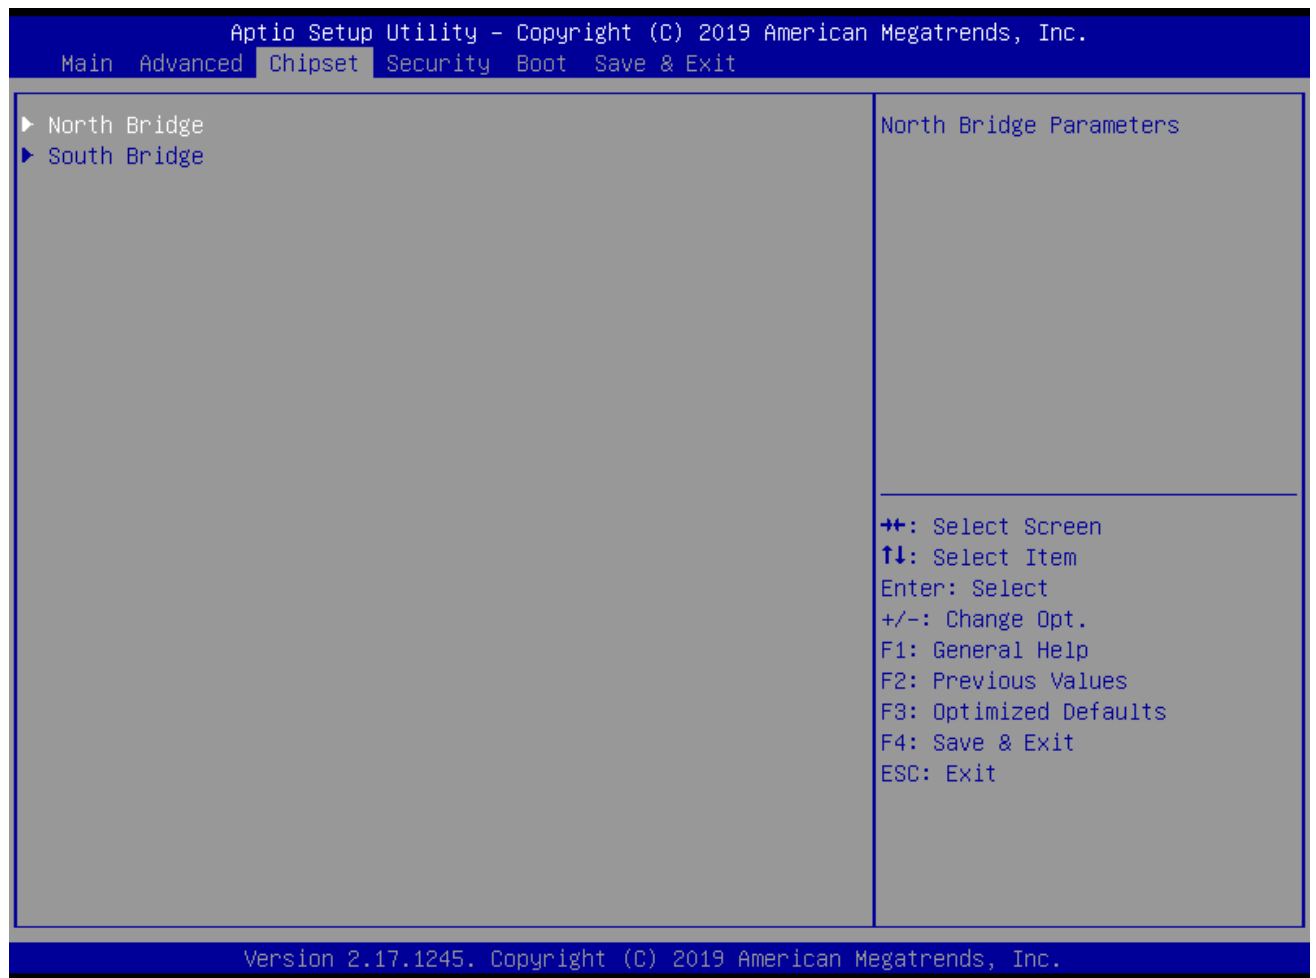 Aptio Setup Utility – Copyright (C) 2019 American Megatrends, Inc.
Main Advanced Chipset Security Boot Save & Exit
▶ North Bridge
▶ South Bridge
North Bridge Parameters
→←: Select Screen
↑↓: Select Item
Enter: Select
+/-: Change Opt.
F1: General Help
F2: Previous Values
F3: Optimized Defaults
F4: Save & Exit
ESC: Exit
Version 2.17.1245. Copyright (C) 2019 American Megatrends, Inc.